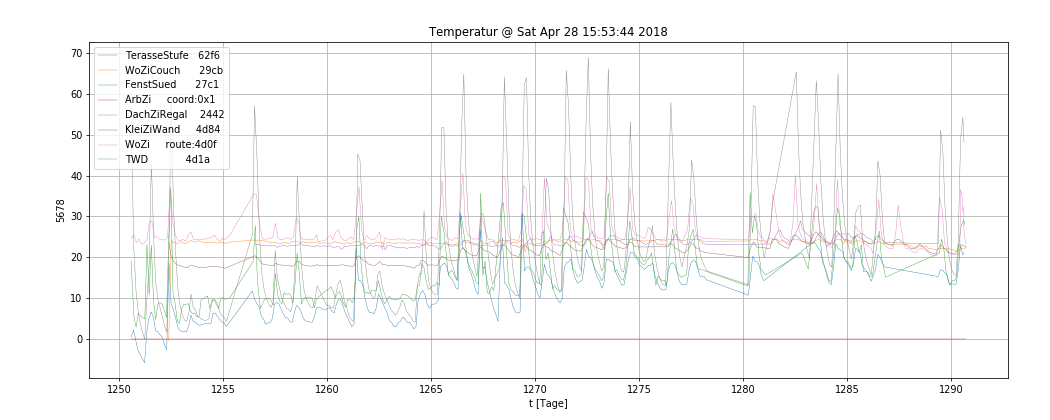 Temperatur @ Sat Apr 28 15:53:44 2018
70
60
50
40
30
20
10
0
5678
TerasseStufe 62f6
WoZiCouch 29cb
FenstSued 27c1
ArbZi coord:0x1
DachZiRegal 2442
KleiZiWand 4d84
WoZi route:4d0f
TWD 4d1a
1250 1255 1260 1265 1270 1275 1280 1285 1290
t [Tage]